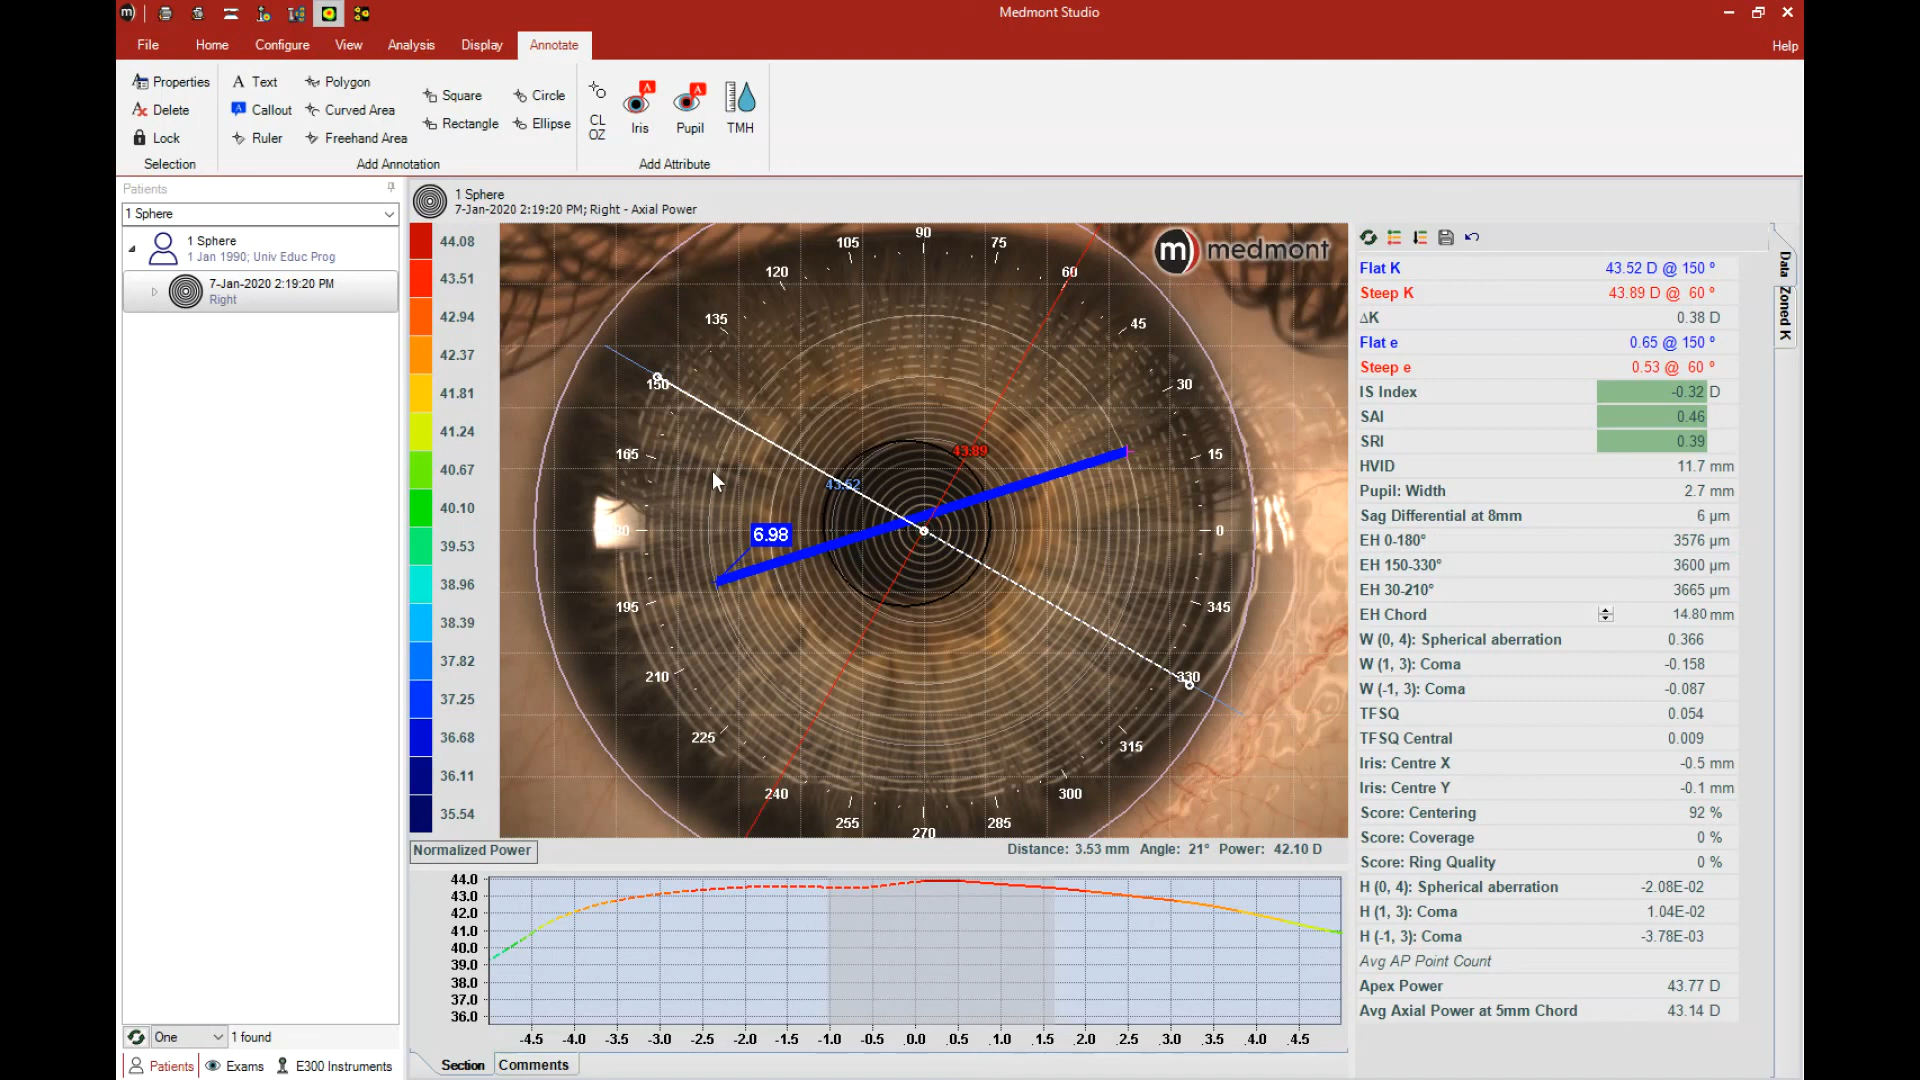 m
Medmont Studio
File Home Configure View Analysis Display Annotate Help
Properties
Delete
Lock
Selection
A Text
Callout
Ruler
Polygon
Curved Area
Freehand Area
Square
Rectangle
Circle
Ellipse
Add Annotation
CL
OZ
Iris
Pupil
TMH
Add Attribute
Patients
1 Sphere
1 Sphere
1 Jan 1990; Univ Educ Prog
7-Jan-2020 2:19:20 PM
Right
One
1 found
Patients Exams E300 Instruments
1 Sphere
7-Jan-2020 2:19:20 PM; Right - Axial Power
44.08
43.51
42.94
42.37
41.81
41.24
40.67
40.10
39.53
38.96
38.39
37.82
37.25
36.68
36.11
35.54
m medmont
90
105 75
120 60
135 45
150 30
165 15
43.89
43.52
6.98
80 0
195 345
210 330
225 315
240 300
255 285
270
Normalized Power
Distance: 3.53 mm Angle: 21° Power: 42.10 D
44.0
43.0
42.0
41.0
40.0
39.0
38.0
37.0
36.0
-4.5 -4.0 -3.5 -3.0 -2.5 -2.0 -1.5 -1.0 -0.5 .0.0 .0.5 .1.0 .1.5 .2.0 .2.5 .3.0 .3.5 .4.0 .4.5
Section Comments
Flat K 43.52 D @ 150 °
Steep K 43.89 D @ 60 °
ΔK 0.38 D
Flat e 0.65 @ 150 °
Steep e 0.53 @ 60 °
IS Index -0.32 D
SAI 0.46
SRI 0.39
HVID 11.7 mm
Pupil: Width 2.7 mm
Sag Differential at 8mm 6 µm
EH 0-180° 3576 µm
EH 150-330° 3600 µm
EH 30-210° 3665 µm
EH Chord 14.80 mm
W (0, 4): Spherical aberration 0.366
W (1, 3): Coma -0.158
W (-1, 3): Coma -0.087
TFSQ 0.054
TFSQ Central 0.009
Iris: Centre X -0.5 mm
Iris: Centre Y -0.1 mm
Score: Centering 92 %
Score: Coverage 0 %
Score: Ring Quality 0 %
H (0, 4): Spherical aberration -2.08E-02
H (1, 3): Coma 1.04E-02
H (-1, 3): Coma -3.78E-03
Avg AP Point Count
Apex Power 43.77 D
Avg Axial Power at 5mm Chord 43.14 D
Data
Zoned K